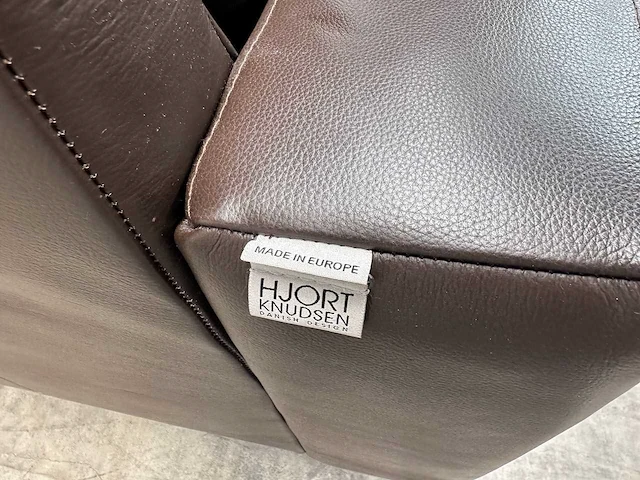 MADE IN EUROPE
HJORT
KNUDSEN
DANISH DESIGN